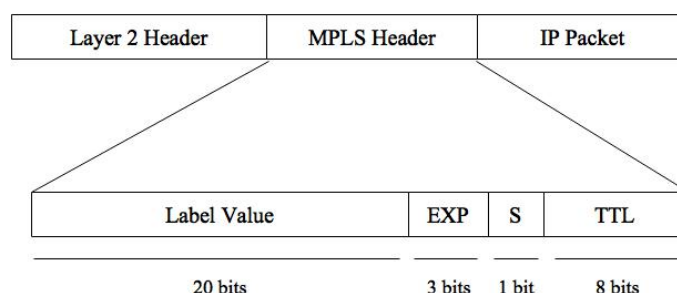 Layer 2 Header MPLS Header IP Packet
Label Value EXP S TTL
20 bits 3 bits 1 bit 8 bits